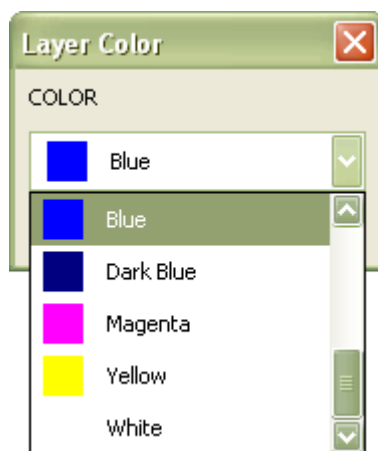 Layer Color
COLOR
Blue
Blue
Dark Blue
Magenta
Yellow
White